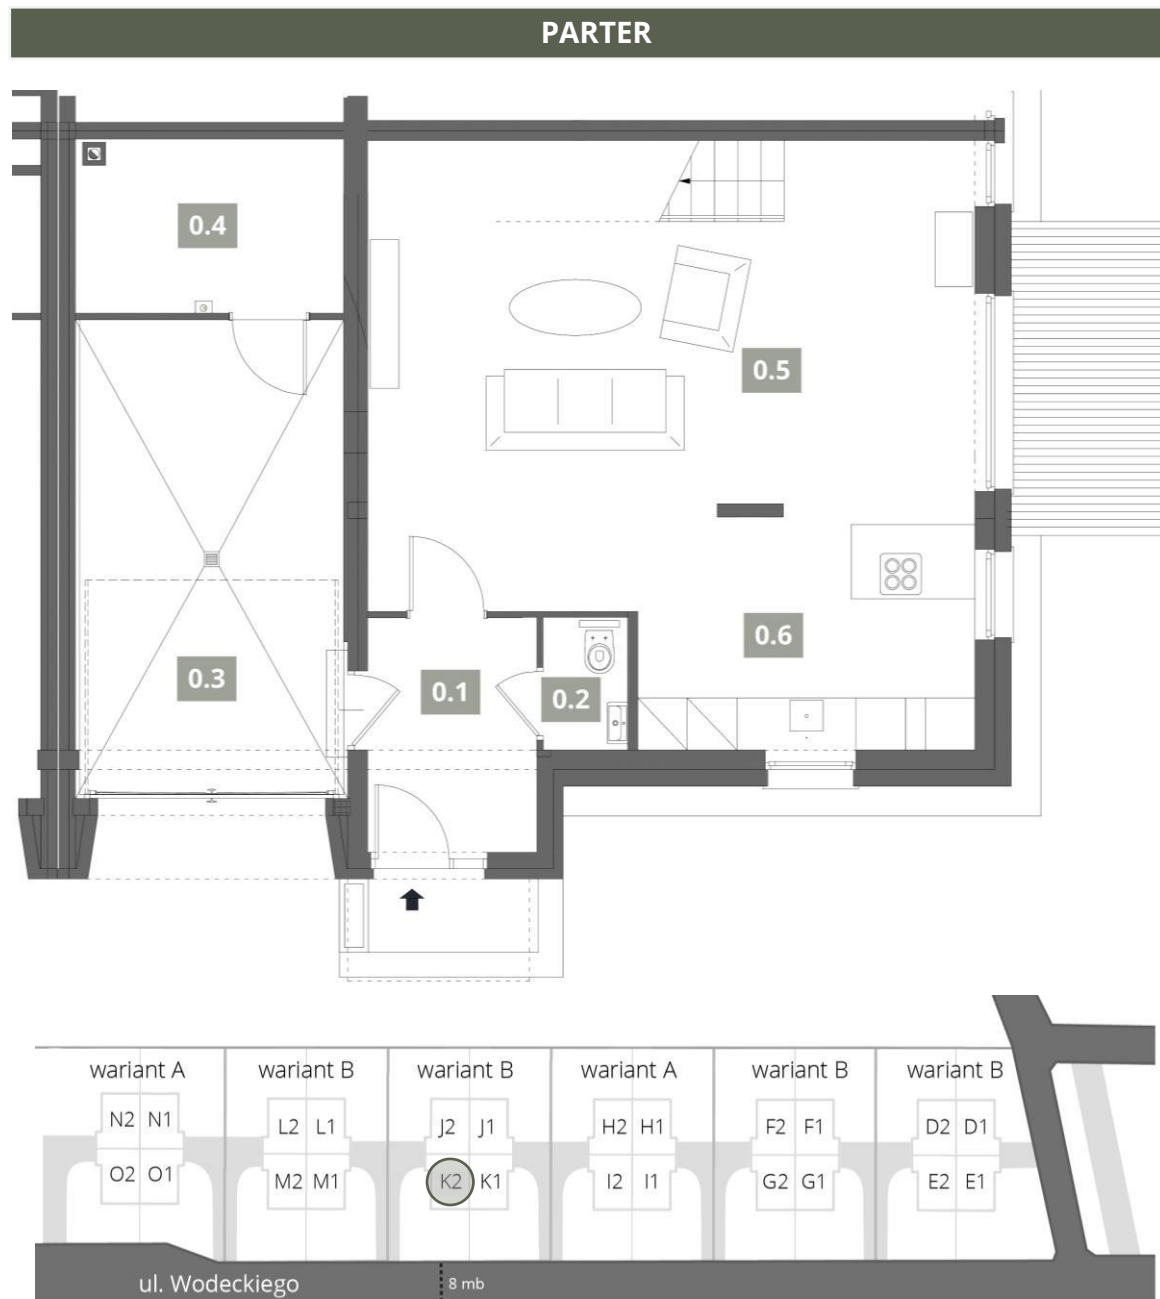 PARTER
0.4
0.5
0.6
0.3
0.1
0.2
wariant A wariant B wariant B wariant A wariant B wariant B
N2 N1 L2 L1 J2 J1 H2 H1 F2 F1 D2 D1
O2 O1 M2 M1 K2 K1 I2 I1 G2 G1 E2 E1
ul. Wodeckiego 8 mb